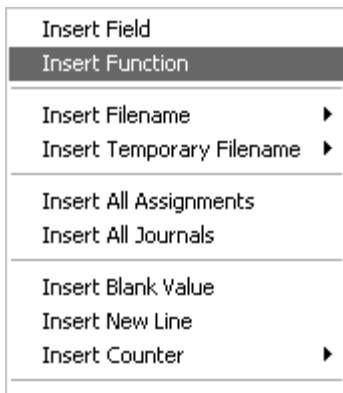 Insert Field
Insert Function
Insert Filename
Insert Temporary Filename
Insert All Assignments
Insert All Journals
Insert Blank Value
Insert New Line
Insert Counter